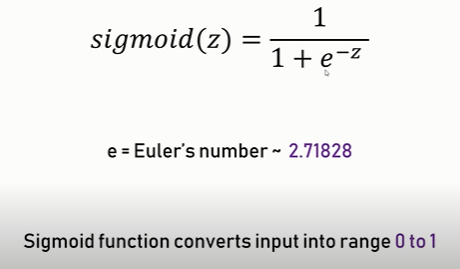 sigmoid(z) = 1 / (1 + e^-z)
e = Euler's number ~ 2.71828
Sigmoid function converts input into range 0 to 1